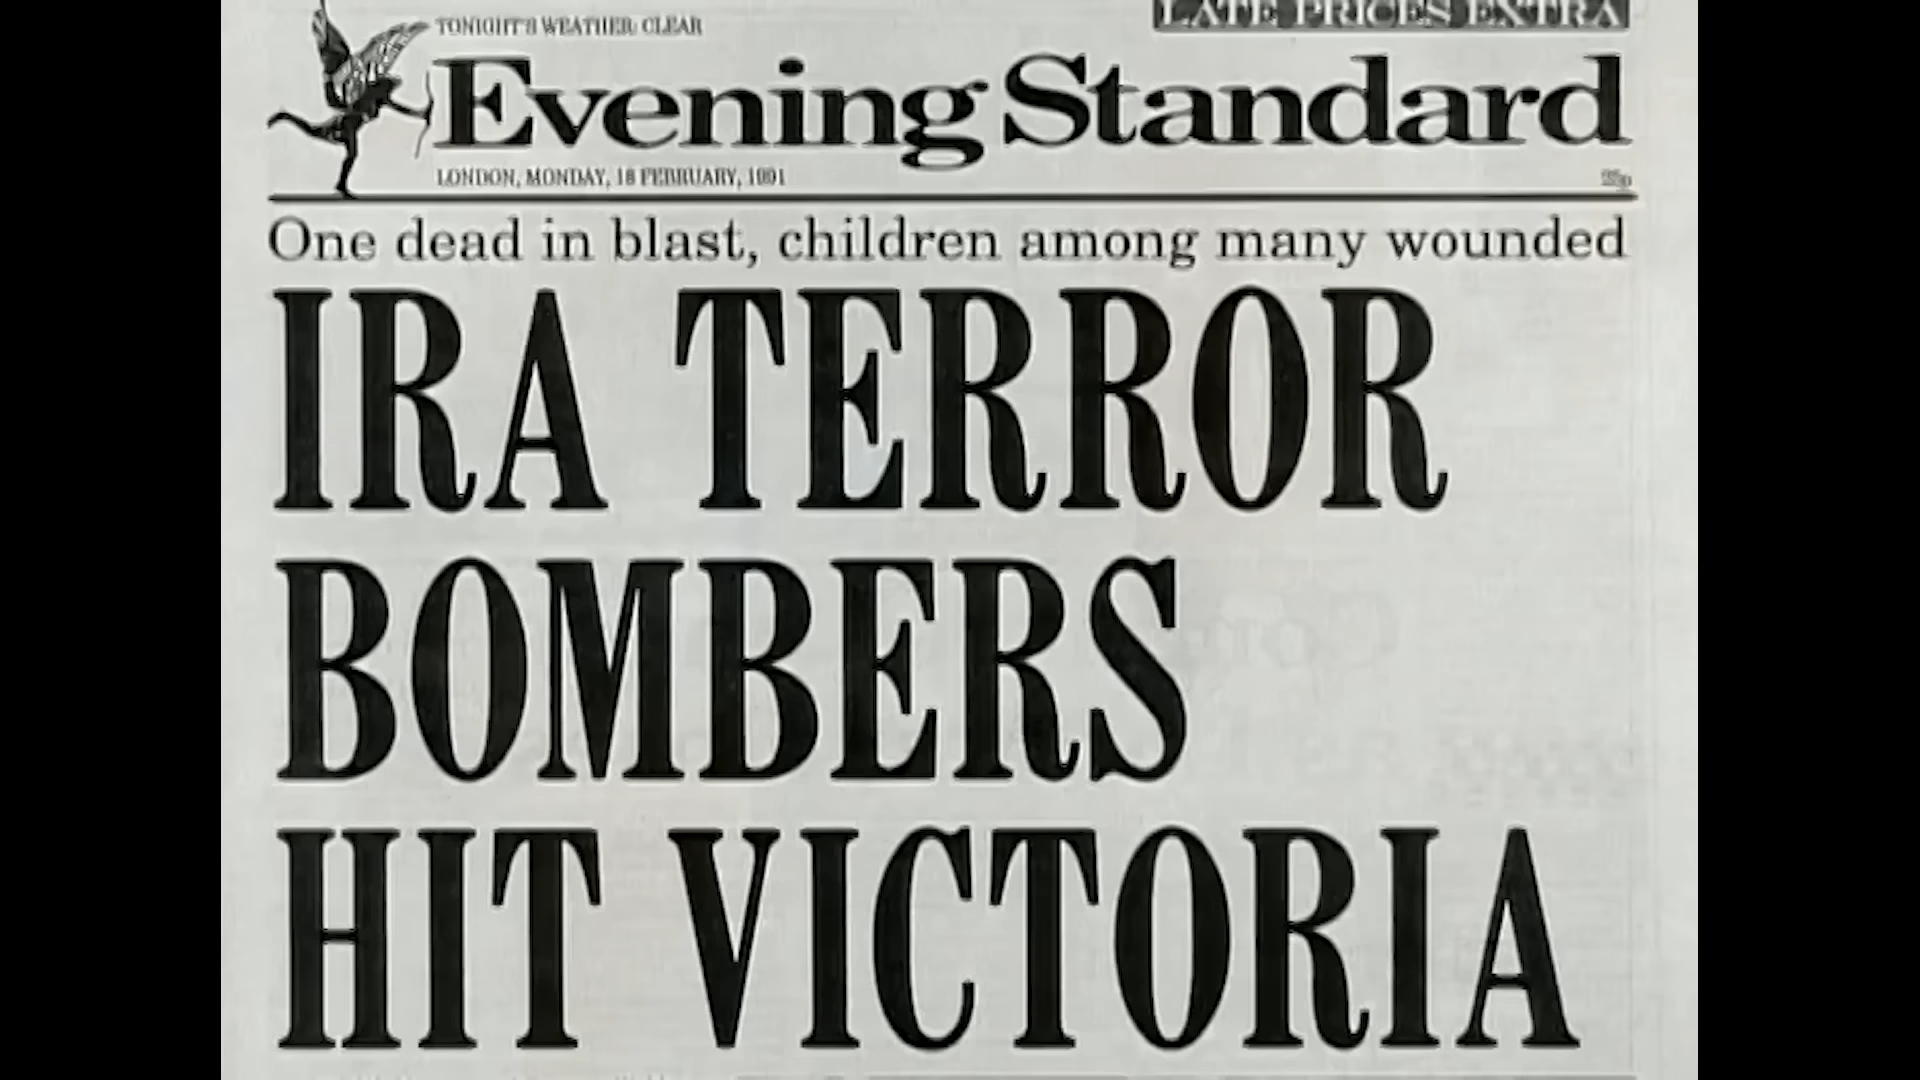 LATE PRICES EXTRA
TONIGHT'S WEATHER: CLEAR
Evening Standard
LONDON, MONDAY, 18 FEBRUARY, 1991
25p
One dead in blast, children among many wounded
IRA TERROR
BOMBERS
HIT VICTORIA